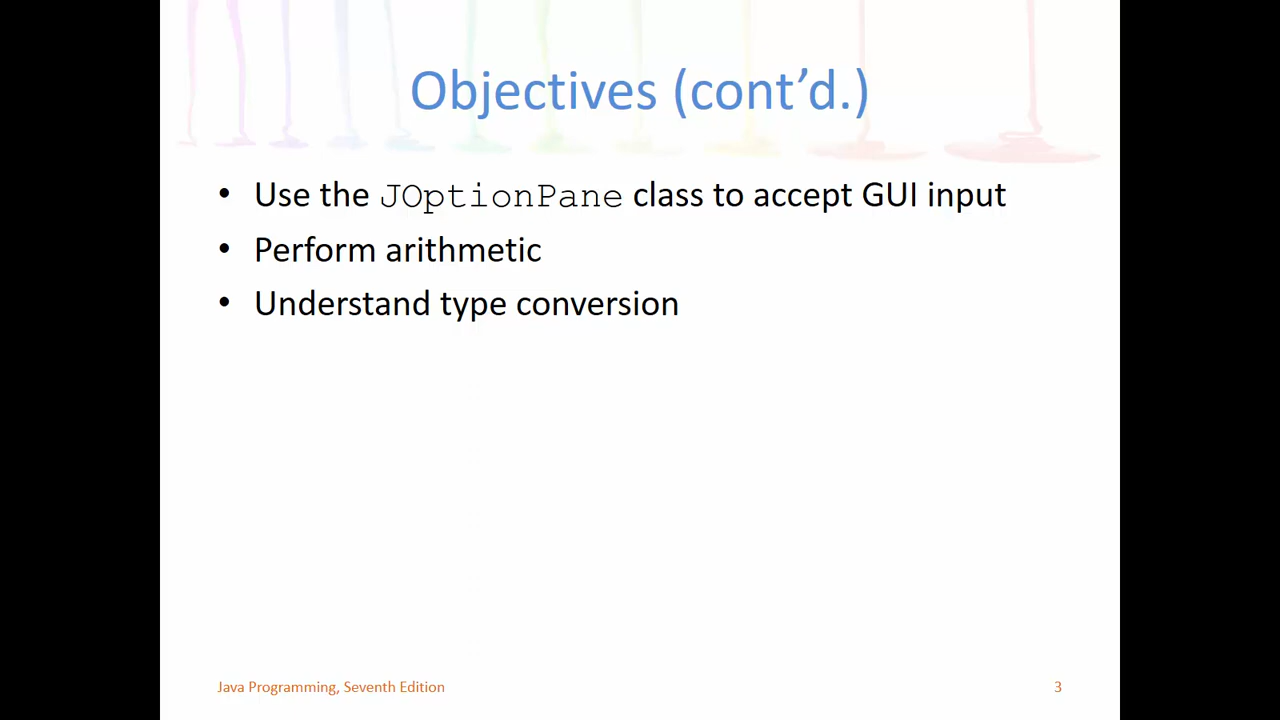 Objectives (cont’d.)
• Use the JOptionPane class to accept GUI input
• Perform arithmetic
• Understand type conversion
Java Programming, Seventh Edition
3